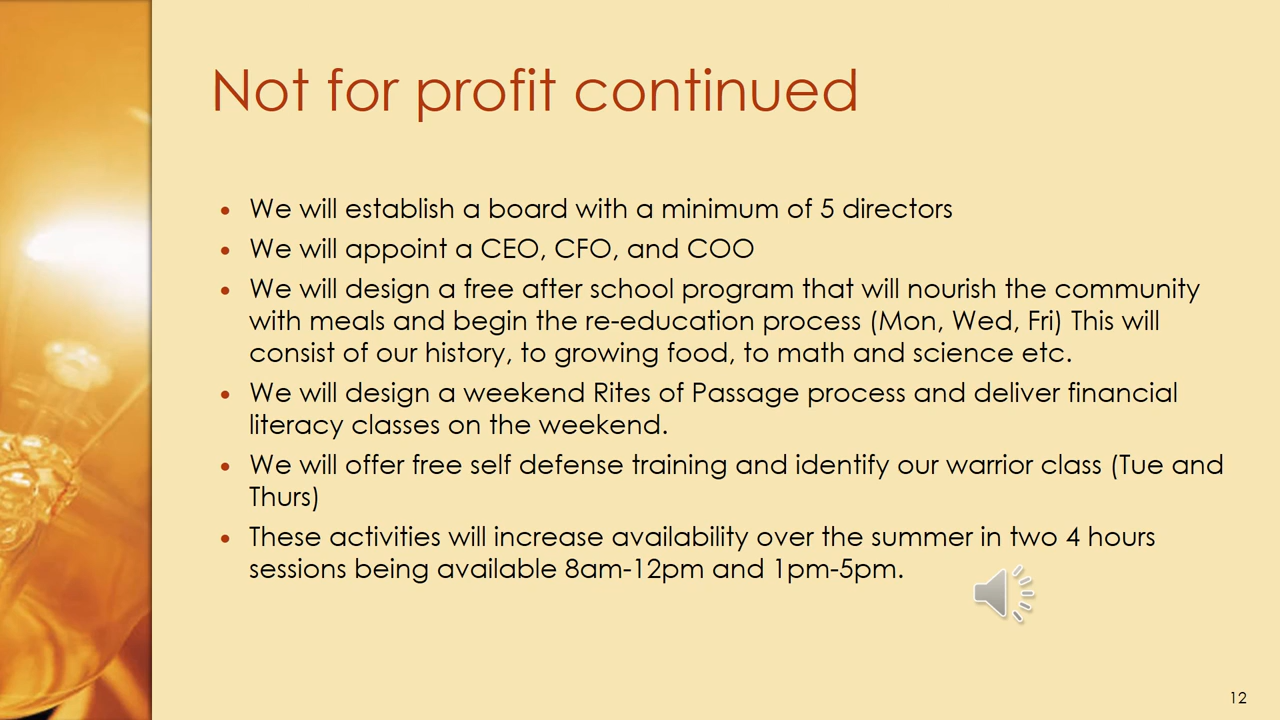 Not for profit continued
• We will establish a board with a minimum of 5 directors
• We will appoint a CEO, CFO, and COO
• We will design a free after school program that will nourish the community
with meals and begin the re-education process (Mon, Wed, Fri) This will
consist of our history, to growing food, to math and science etc.
• We will design a weekend Rites of Passage process and deliver financial
literacy classes on the weekend.
• We will offer free self defense training and identify our warrior class (Tue and
Thurs)
• These activities will increase availability over the summer in two 4 hours
sessions being available 8am-12pm and 1pm-5pm.
12